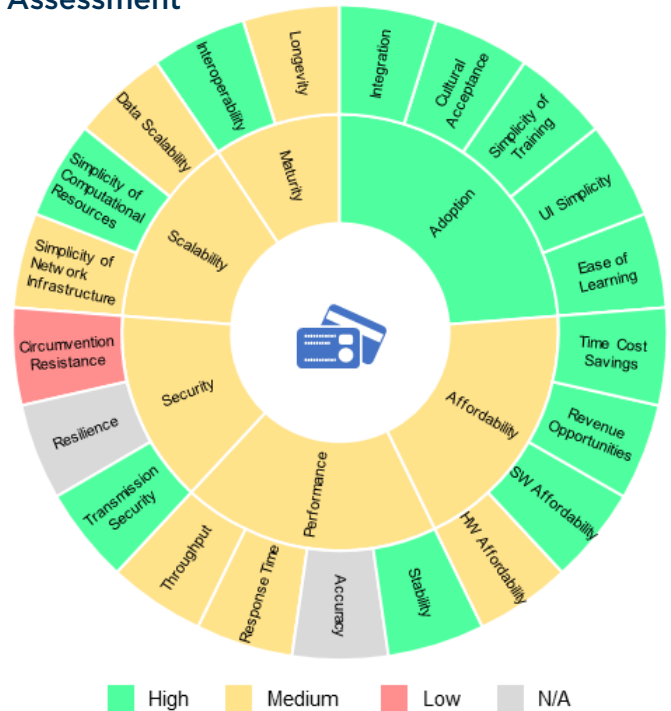 Assessment
Integration
Cultural
Acceptance
Simplicity of
Training
UI Simplicity
Ease of
Learning
Time Cost
Savings
Revenue
Opportunities
SW Affordability
HW Affordability
Stability
Accuracy
Response Time
Throughput
Transmission
Security
Resilience
Circumvention
Resistance
Simplicity of
Network
Infrastructure
Simplicity of
Computational
Resources
Data Scalability
Interoperability
Longevity
Adoption
Affordability
Performance
Security
Scalability
Maturity
High
Medium
Low
N/A